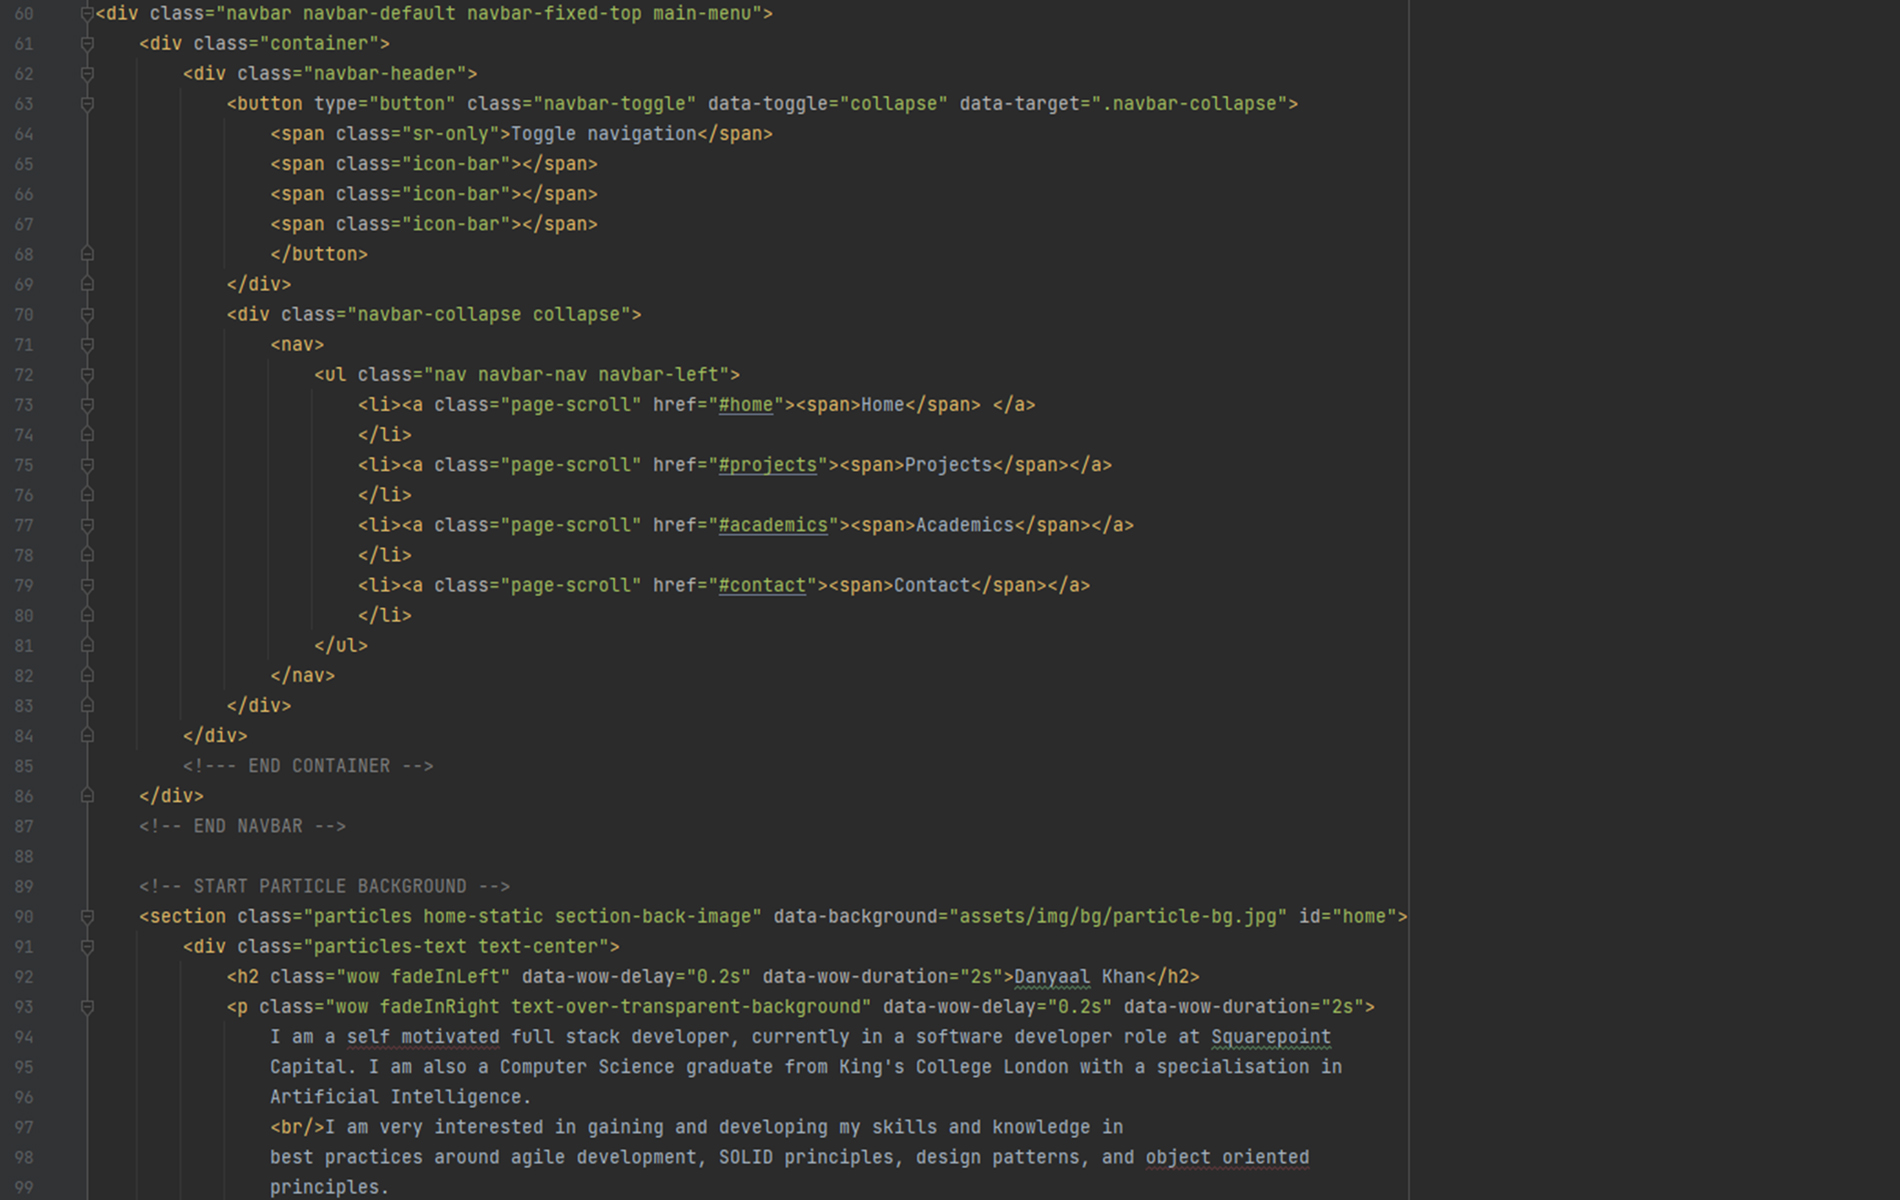 60 <div class="navbar navbar-default navbar-fixed-top main-menu">
61 <div class="container">
62 <div class="navbar-header">
63 <button type="button" class="navbar-toggle" data-toggle="collapse" data-target=".navbar-collapse">
64 <span class="sr-only">Toggle navigation</span>
65 <span class="icon-bar"></span>
66 <span class="icon-bar"></span>
67 <span class="icon-bar"></span>
68 </button>
69 </div>
70 <div class="navbar-collapse collapse">
71 <nav>
72 <ul class="nav navbar-nav navbar-left">
73 <li><a class="page-scroll" href="#home"><span>Home</span> </a>
74 </li>
75 <li><a class="page-scroll" href="#projects"><span>Projects</span></a>
76 </li>
77 <li><a class="page-scroll" href="#academics"><span>Academics</span></a>
78 </li>
79 <li><a class="page-scroll" href="#contact"><span>Contact</span></a>
80 </li>
81 </ul>
82 </nav>
83 </div>
84 </div>
85 <!--- END CONTAINER -->
86 </div>
87 <!-- END NAVBAR -->
88
89 <!-- START PARTICLE BACKGROUND -->
90 <section class="particles home-static section-back-image" data-background="assets/img/bg/particle-bg.jpg" id="home">
91 <div class="particles-text text-center">
92 <h2 class="wow fadeInLeft" data-wow-delay="0.2s" data-wow-duration="2s">Danyaal Khan</h2>
93 <p class="wow fadeInRight text-over-transparent-background" data-wow-delay="0.2s" data-wow-duration="2s">
94 I am a self motivated full stack developer, currently in a software developer role at Squarepoint
95 Capital. I am also a Computer Science graduate from King's College London with a specialisation in
96 Artificial Intelligence.
97 <br/>I am very interested in gaining and developing my skills and knowledge in
98 best practices around agile development, SOLID principles, design patterns, and object oriented
99 principles.